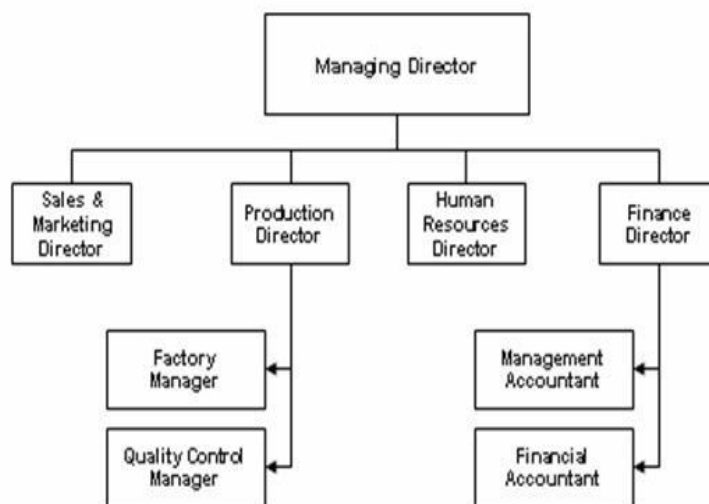 Managing Director
Sales &
Marketing
Director
Production
Director
Human
Resources
Director
Finance
Director
Factory
Manager
Management
Accountant
Quality Control
Manager
Financial
Accountant